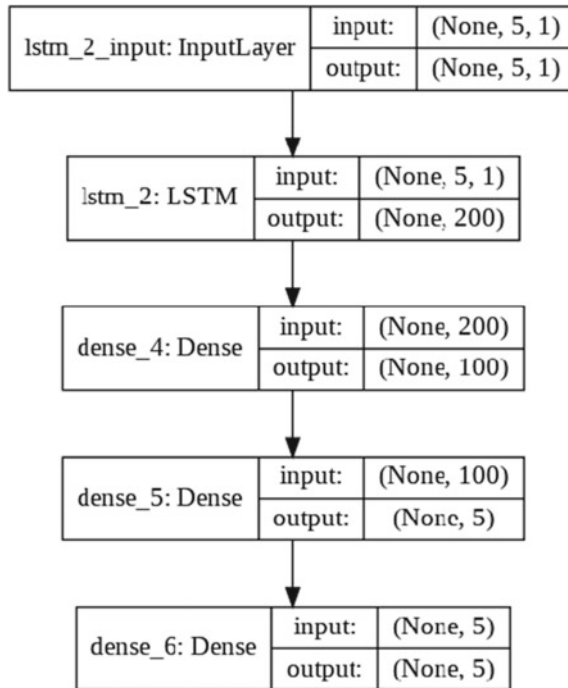 lstm_2_input: InputLayer
input: (None, 5, 1)
output: (None, 5, 1)
lstm_2: LSTM
input: (None, 5, 1)
output: (None, 200)
dense_4: Dense
input: (None, 200)
output: (None, 100)
dense_5: Dense
input: (None, 100)
output: (None, 5)
dense_6: Dense
input: (None, 5)
output: (None, 5)